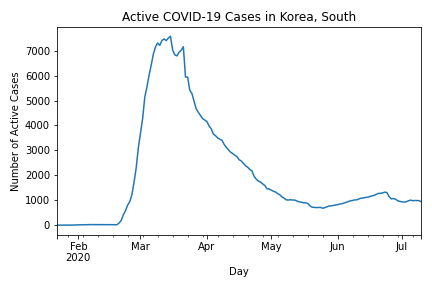 Active COVID-19 Cases in Korea, South
Number of Active Cases
7000
6000
5000
4000
3000
2000
1000
0
Feb Mar Apr May Jun Jul
2020
Day